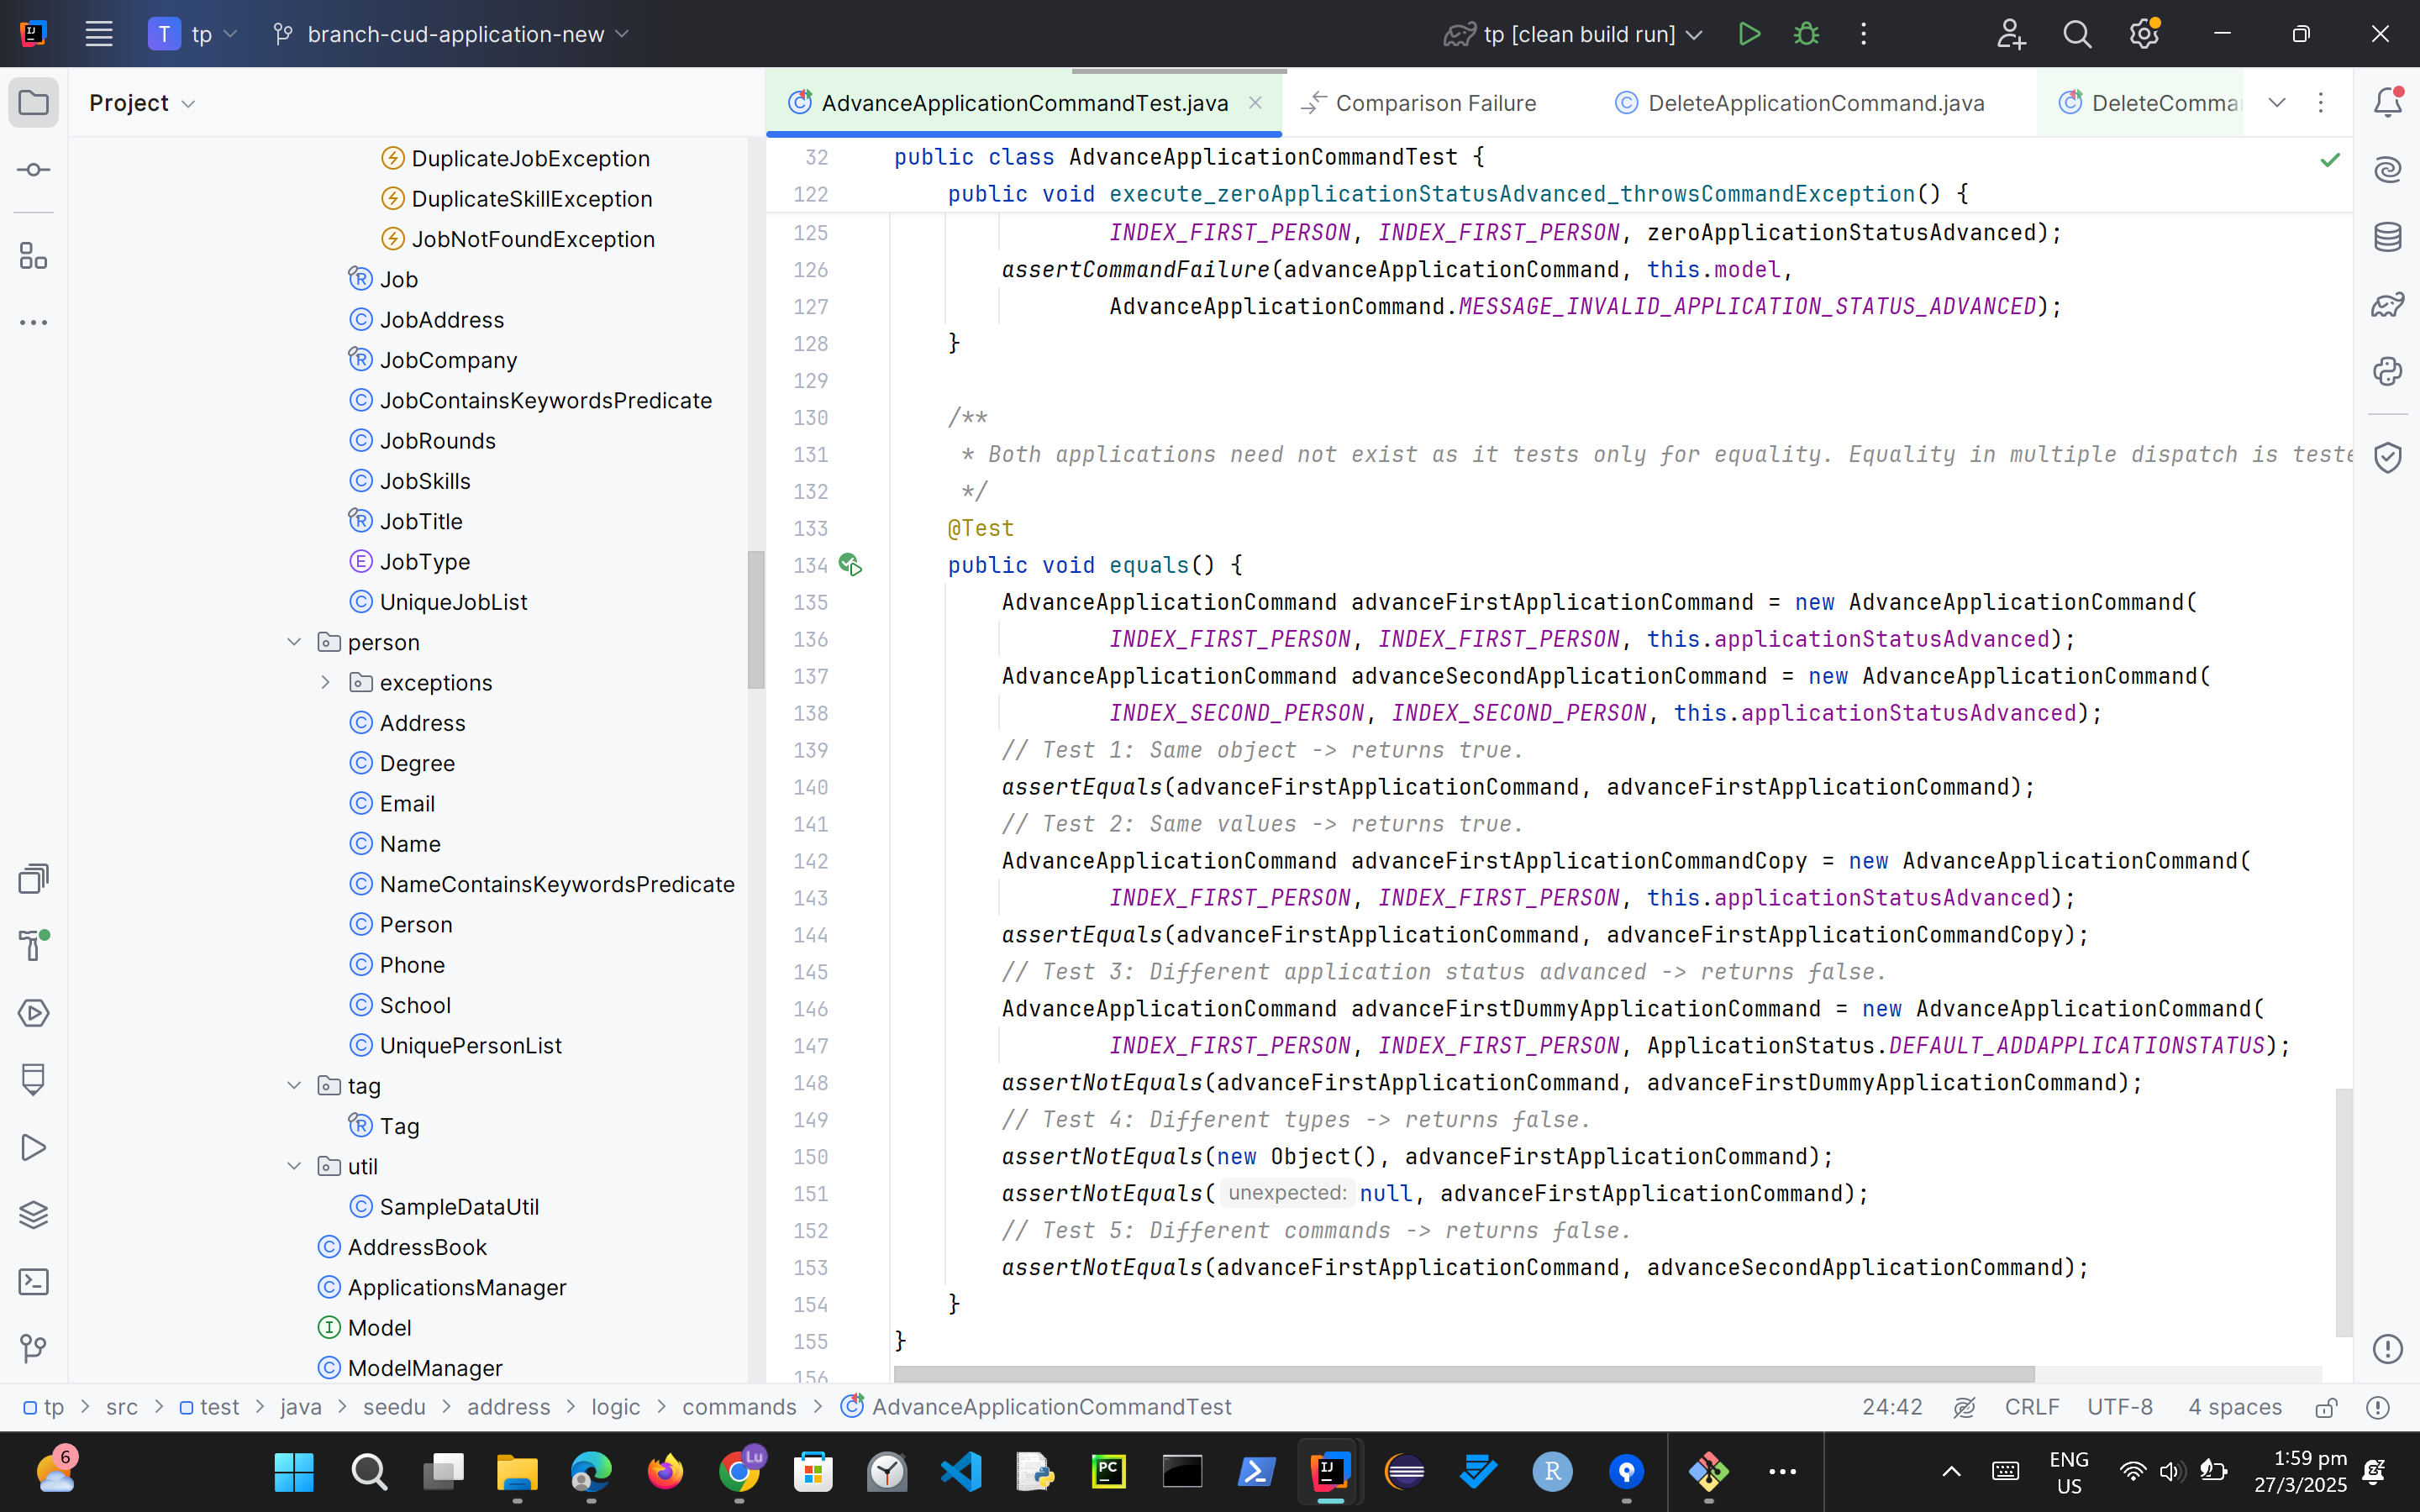 T tp branch-cud-application-new tp [clean build run]
Project
AdvanceApplicationCommandTest.java Comparison Failure DeleteApplicationCommand.java DeleteComma
DuplicateJobException
DuplicateSkillException
JobNotFoundException
Job
JobAddress
JobCompany
JobContainsKeywordsPredicate
JobRounds
JobSkills
JobTitle
JobType
UniqueJobList
person
exceptions
Address
Degree
Email
Name
NameContainsKeywordsPredicate
Person
Phone
School
UniquePersonList
tag
Tag
util
SampleDataUtil
AddressBook
ApplicationsManager
Model
ModelManager
32 public class AdvanceApplicationCommandTest {
122 public void execute_zeroApplicationStatusAdvanced_throwsCommandException() {
125 INDEX_FIRST_PERSON, INDEX_FIRST_PERSON, zeroApplicationStatusAdvanced);
126 assertCommandFailure(advanceApplicationCommand, this.model,
127 AdvanceApplicationCommand.MESSAGE_INVALID_APPLICATION_STATUS_ADVANCED);
128 }
129
130 /**
131 * Both applications need not exist as it tests only for equality. Equality in multiple dispatch is teste
132 */
133 @Test
134 public void equals() {
135 AdvanceApplicationCommand advanceFirstApplicationCommand = new AdvanceApplicationCommand(
136 INDEX_FIRST_PERSON, INDEX_FIRST_PERSON, this.applicationStatusAdvanced);
137 AdvanceApplicationCommand advanceSecondApplicationCommand = new AdvanceApplicationCommand(
138 INDEX_SECOND_PERSON, INDEX_SECOND_PERSON, this.applicationStatusAdvanced);
139 // Test 1: Same object -> returns true.
140 assertEquals(advanceFirstApplicationCommand, advanceFirstApplicationCommand);
141 // Test 2: Same values -> returns true.
142 AdvanceApplicationCommand advanceFirstApplicationCommandCopy = new AdvanceApplicationCommand(
143 INDEX_FIRST_PERSON, INDEX_FIRST_PERSON, this.applicationStatusAdvanced);
144 assertEquals(advanceFirstApplicationCommand, advanceFirstApplicationCommandCopy);
145 // Test 3: Different application status advanced -> returns false.
146 AdvanceApplicationCommand advanceFirstDummyApplicationCommand = new AdvanceApplicationCommand(
147 INDEX_FIRST_PERSON, INDEX_FIRST_PERSON, ApplicationStatus.DEFAULT_ADDAPPLICATIONSTATUS);
148 assertNotEquals(advanceFirstApplicationCommand, advanceFirstDummyApplicationCommand);
149 // Test 4: Different types -> returns false.
150 assertNotEquals(new Object(), advanceFirstApplicationCommand);
151 assertNotEquals( unexpected: null, advanceFirstApplicationCommand);
152 // Test 5: Different commands -> returns false.
153 assertNotEquals(advanceFirstApplicationCommand, advanceSecondApplicationCommand);
154 }
155 }
156
tp > src > test > java > seedu > address > logic > commands > AdvanceApplicationCommandTest 24:42 CRLF UTF-8 4 spaces
6
Lu
ENG
US
1:59 pm
27/3/2025